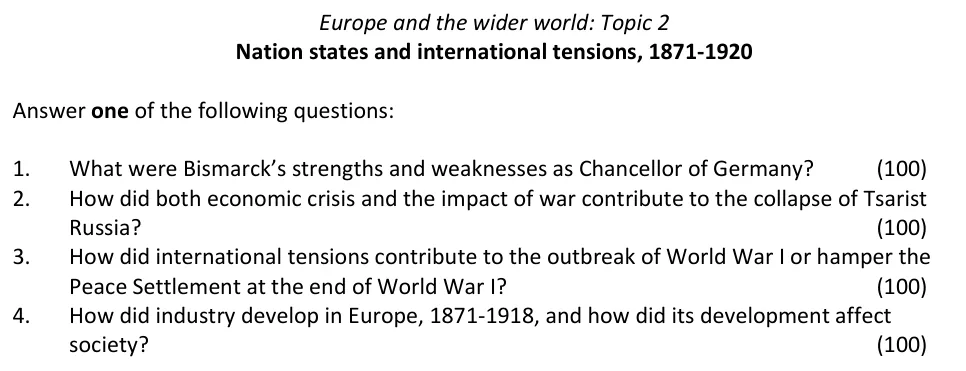 Europe and the wider world: Topic 2
Nation states and international tensions, 1871-1920
Answer one of the following questions:
1. What were Bismarck’s strengths and weaknesses as Chancellor of Germany? (100)
2. How did both economic crisis and the impact of war contribute to the collapse of Tsarist
Russia? (100)
3. How did international tensions contribute to the outbreak of World War I or hamper the
Peace Settlement at the end of World War I? (100)
4. How did industry develop in Europe, 1871-1918, and how did its development affect
society? (100)